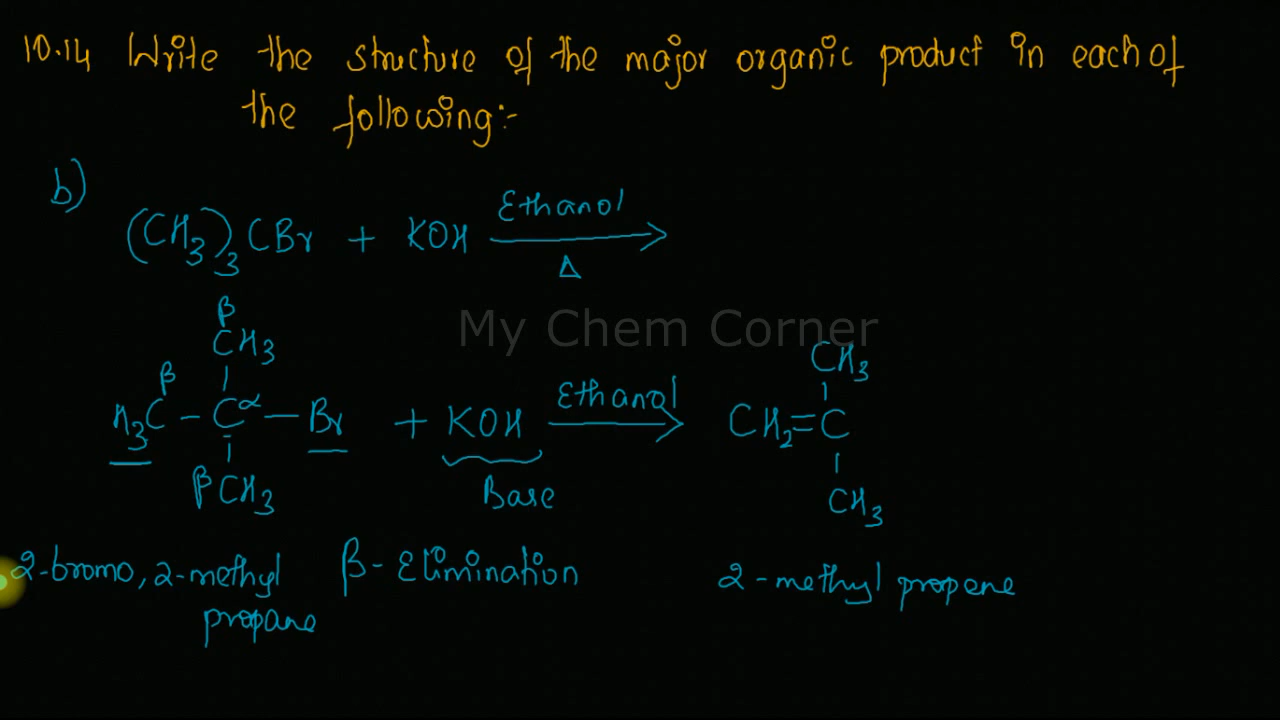 10.14 Write the structure of the major organic product in each of
the following:-
b)
(CH3)3CBr + KOH Ethanol
Δ
My Chem Corner
β
CH3
β
H3C - Cα - Br + KOH Ethanol CH2=C
CH3
βCH3 Base CH3
2-bromo, 2-methyl β-Elimination 2-methyl propene
propane